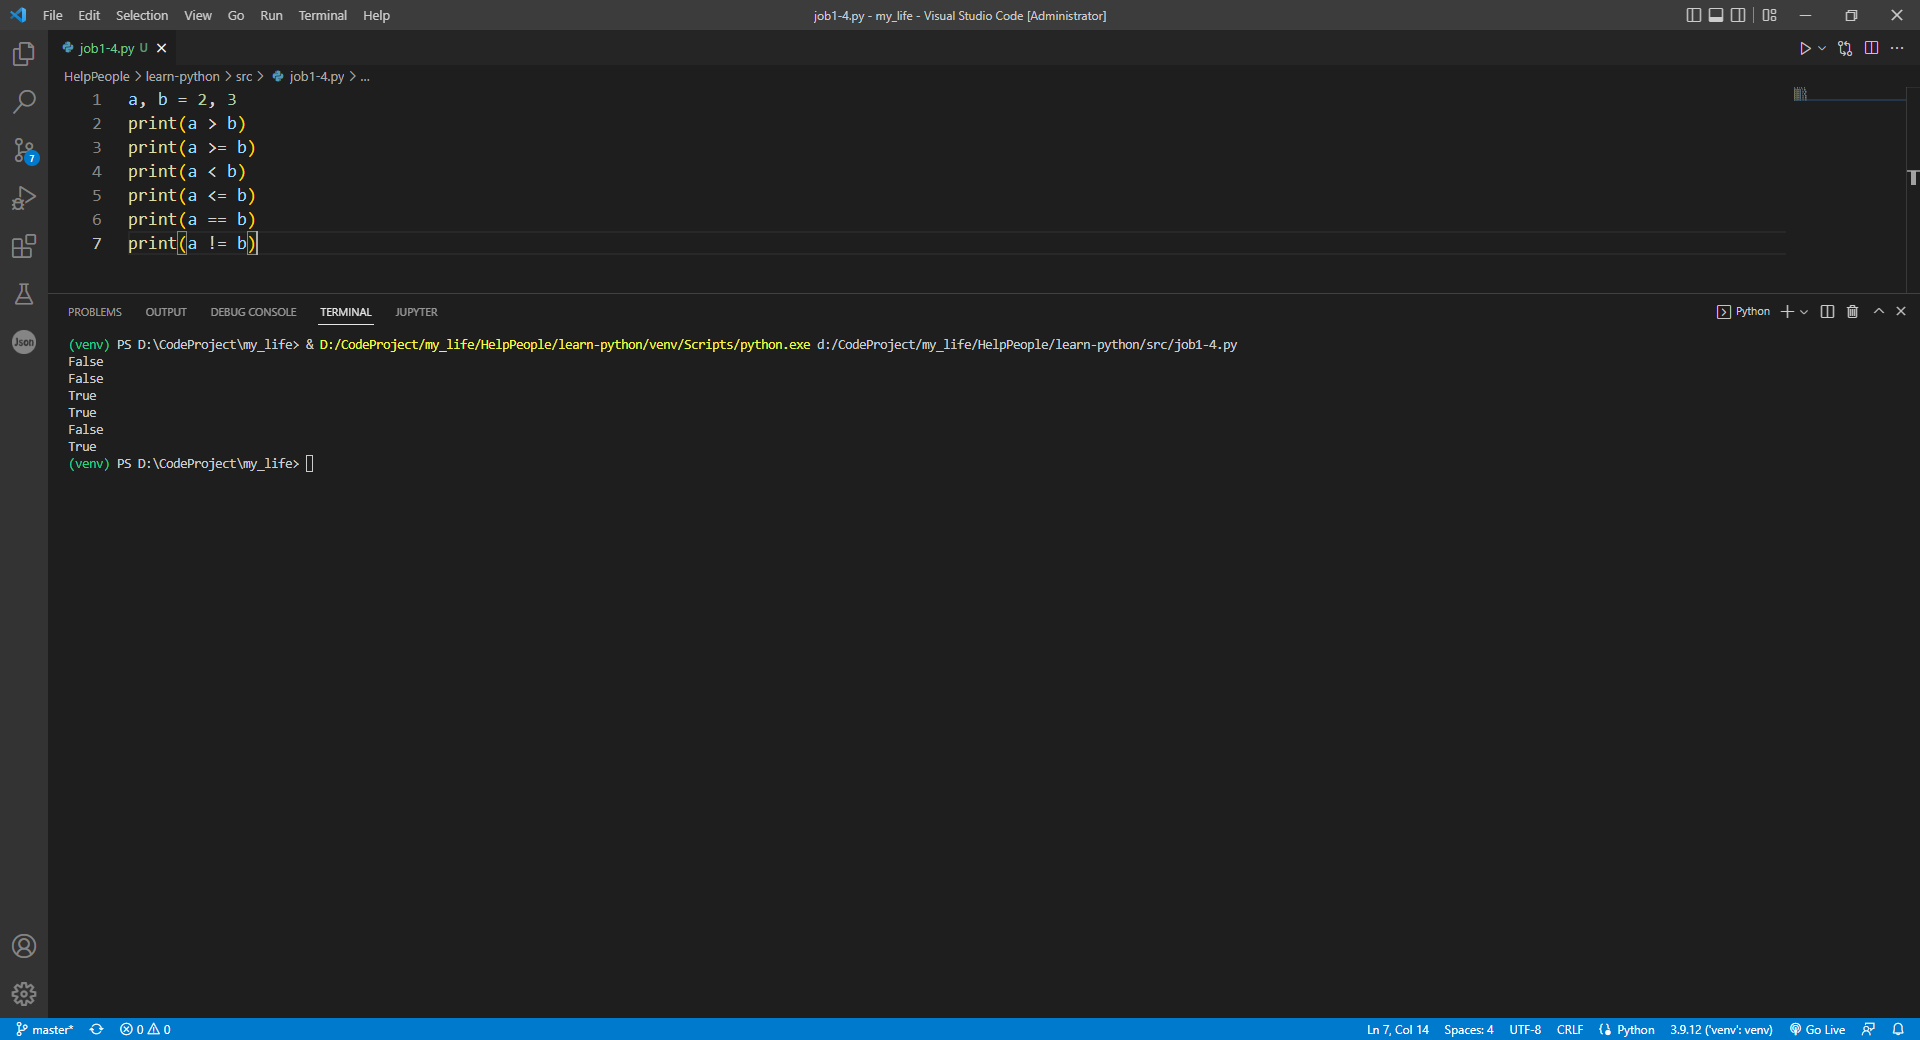 File Edit Selection View Go Run Terminal Help job1-4.py - my_life - Visual Studio Code [Administrator]
job1-4.py U
HelpPeople > learn-python > src > job1-4.py > ...
7
Json
1 a, b = 2, 3
2 print(a > b)
3 print(a >= b)
4 print(a < b)
5 print(a <= b)
6 print(a == b)
7 print(a != b)
PROBLEMS OUTPUT DEBUG CONSOLE TERMINAL JUPYTER Python
(venv) PS D:\CodeProject\my_life> & D:/CodeProject/my_life/HelpPeople/learn-python/venv/Scripts/python.exe d:/CodeProject/my_life/HelpPeople/learn-python/src/job1-4.py
False
False
True
True
False
True
(venv) PS D:\CodeProject\my_life>
master* 0 0 Ln 7, Col 14 Spaces: 4 UTF-8 CRLF Python 3.9.12 ('venv': venv) Go Live